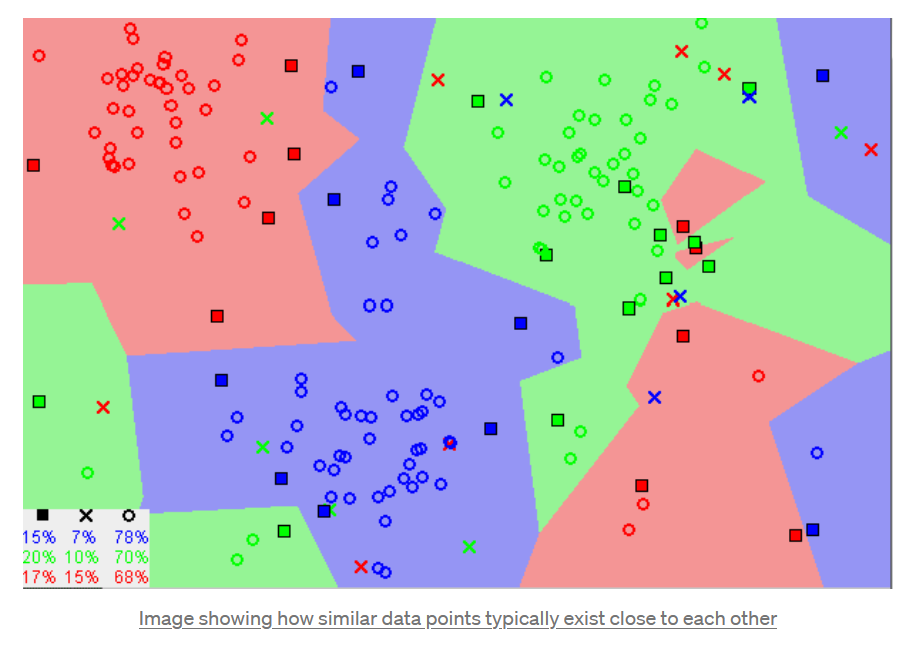 15% 7% 78%
20% 10% 70%
17% 15% 68%
Image showing how similar data points typically exist close to each other